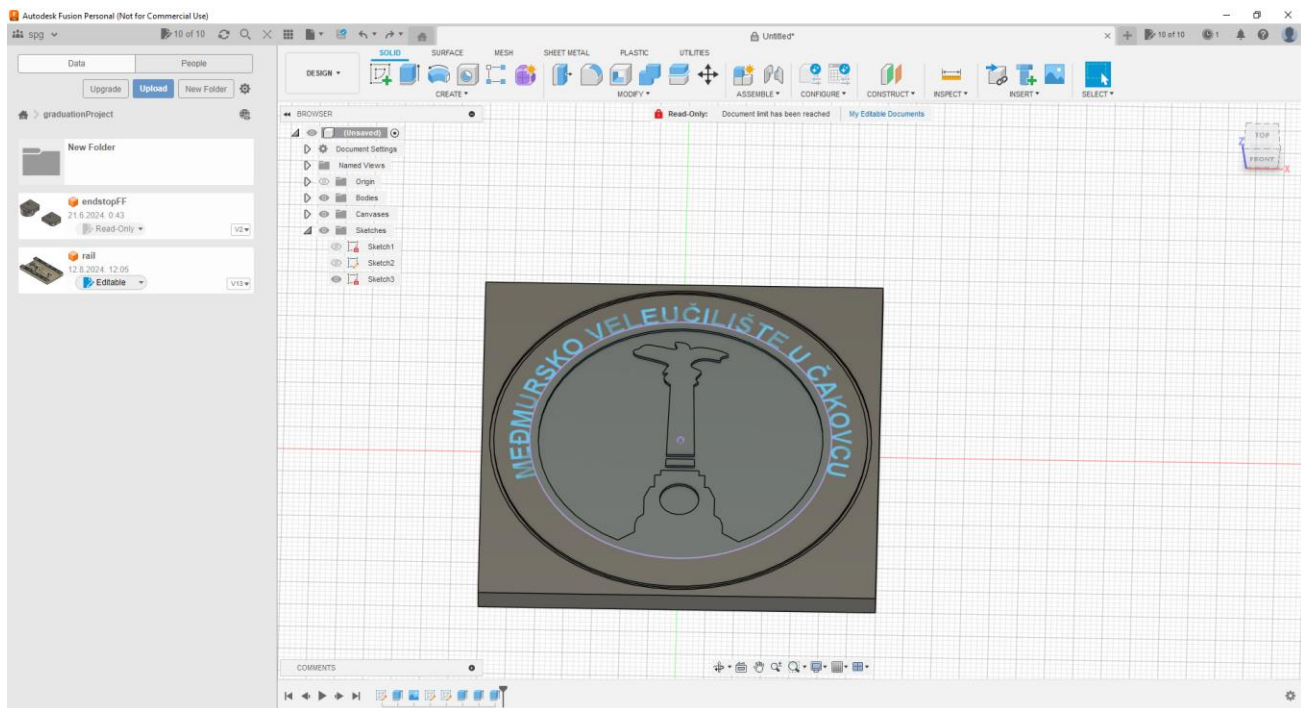 Autodesk Fusion Personal (Not for Commercial Use)
spg
10 of 10
Untitled*
10 of 10
1
Data
People
Upgrade
Upload
New Folder
graduationProject
New Folder
endstopFF
21.6.2024. 0:43
Read-Only
V2
rail
12.8.2024. 12:05
Editable
V13
DESIGN
SOLID
SURFACE
MESH
SHEET METAL
PLASTIC
UTILITIES
CREATE
MODIFY
ASSEMBLE
CONFIGURE
CONSTRUCT
INSPECT
INSERT
SELECT
BROWSER
Read-Only: Document limit has been reached
My Editable Documents
(Unsaved)
Document Settings
Named Views
Origin
Bodies
Canvases
Sketches
Sketch1
Sketch2
Sketch3
TOP
FRONT
Z
X
MEĐIMURSKO VELEUČILIŠTE U ČAKOVCU
COMMENTS